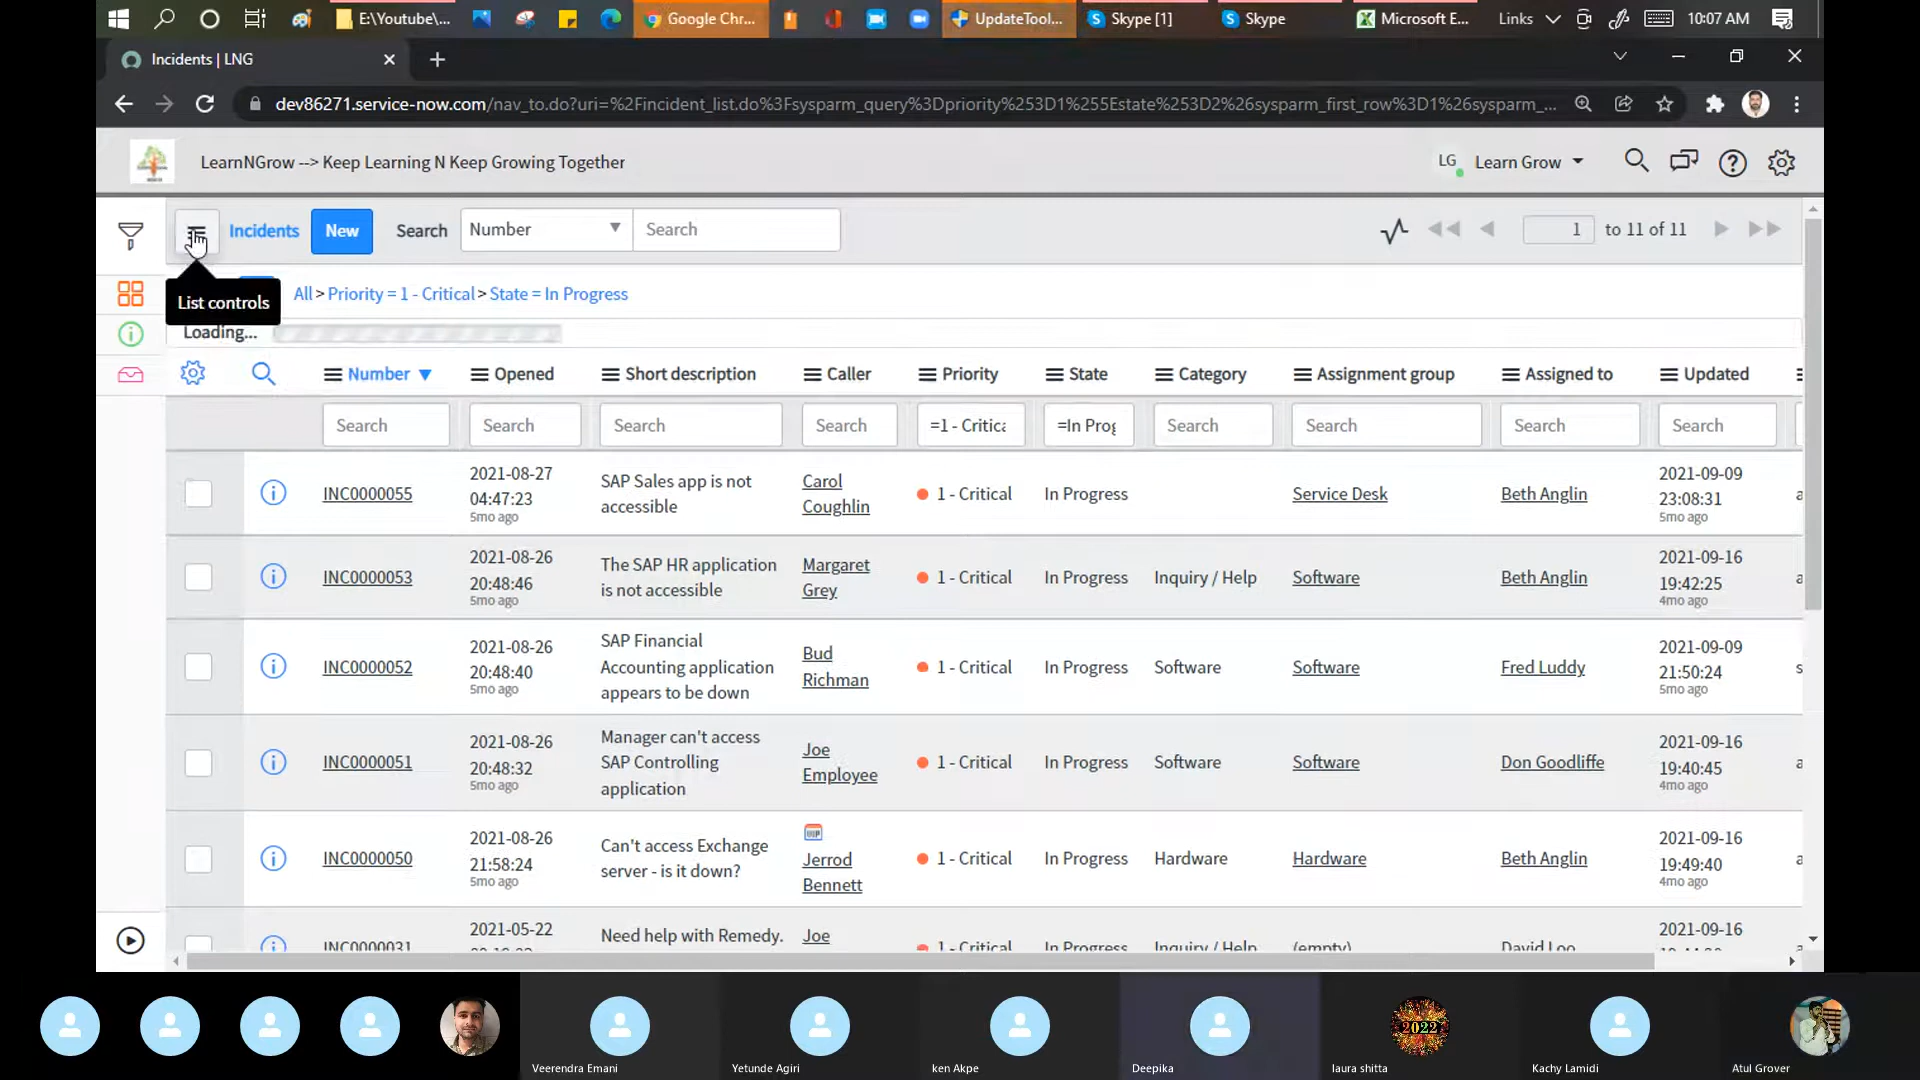 E:\Youtube\...
Google Chr...
UpdateTool...
Skype [1]
Skype
Microsoft E...
Links
10:07 AM
Incidents | LNG
dev86271.service-now.com/nav_to.do?uri=%2Fincident_list.do%3Fsysparm_query%3Dpriority%253D1%255Estate%253D2%26sysparm_first_row%3D1%26sysparm_...
LearnNGrow --> Keep Learning N Keep Growing Together
LG Learn Grow
Incidents New Search Number Search 1 to 11 of 11
List controls
All > Priority = 1 - Critical > State = In Progress
Loading...
Number Opened Short description Caller Priority State Category Assignment group Assigned to Updated
Search Search Search Search =1 - Critica =In Prog Search Search Search Search
INC0000055 2021-08-27 04:47:23 5mo ago SAP Sales app is not accessible Carol Coughlin 1 - Critical In Progress Service Desk Beth Anglin 2021-09-09 23:08:31 5mo ago a
INC0000053 2021-08-26 20:48:46 5mo ago The SAP HR application is not accessible Margaret Grey 1 - Critical In Progress Inquiry / Help Software Beth Anglin 2021-09-16 19:42:25 4mo ago a
INC0000052 2021-08-26 20:48:40 5mo ago SAP Financial Accounting application appears to be down Bud Richman 1 - Critical In Progress Software Software Fred Luddy 2021-09-09 21:50:24 5mo ago s
INC0000051 2021-08-26 20:48:32 5mo ago Manager can't access SAP Controlling application Joe Employee 1 - Critical In Progress Software Software Don Goodliffe 2021-09-16 19:40:45 4mo ago a
INC0000050 2021-08-26 21:58:24 5mo ago Can't access Exchange server - is it down? VIP Jerrod Bennett 1 - Critical In Progress Hardware Hardware Beth Anglin 2021-09-16 19:49:40 4mo ago a
INC0000031 2021-05-22 Need help with Remedy. Joe 1 - Critical In Progress Inquiry / Help (empty) David Loo 2021-09-16
2022
Veerendra Emani
Yetunde Agiri
ken Akpe
Deepika
laura shitta
Kachy Lamidi
Atul Grover